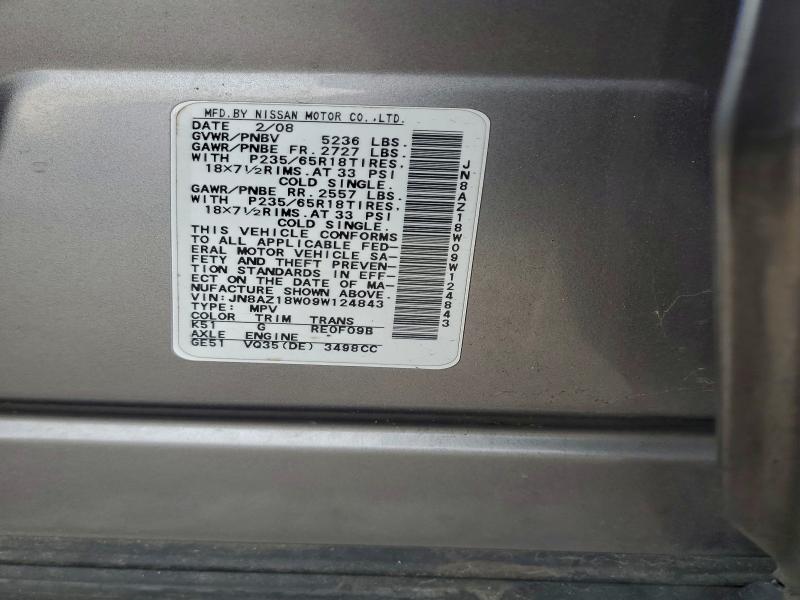 MFD.BY NISSAN MOTOR CO.,LTD.
DATE 2/08
GVWR/PNBV 5236 LBS.
GAWR/PNBE FR. 2727 LBS.
WITH P235/65R18TIRES.
18×7½RIMS.AT 33 PSI
COLD SINGLE.
GAWR/PNBE RR. 2557 LBS.
WITH P235/65R18TIRES.
18×7½RIMS.AT 33 PSI
COLD SINGLE.
THIS VEHICLE CONFORMS
TO ALL APPLICABLE FED-
ERAL MOTOR VEHICLE SA-
FETY AND THEFT PREVEN-
TION STANDARDS IN EFF-
ECT ON THE DATE OF MA-
NUFACTURE SHOWN ABOVE.
VIN:JN8AZ18W09W124843
TYPE: MPV
COLOR TRIM TRANS
K51 G RE0F09B
AXLE ENGINE -
GE51 VQ35(DE) 3498CC
JN8AZ18W09W124843